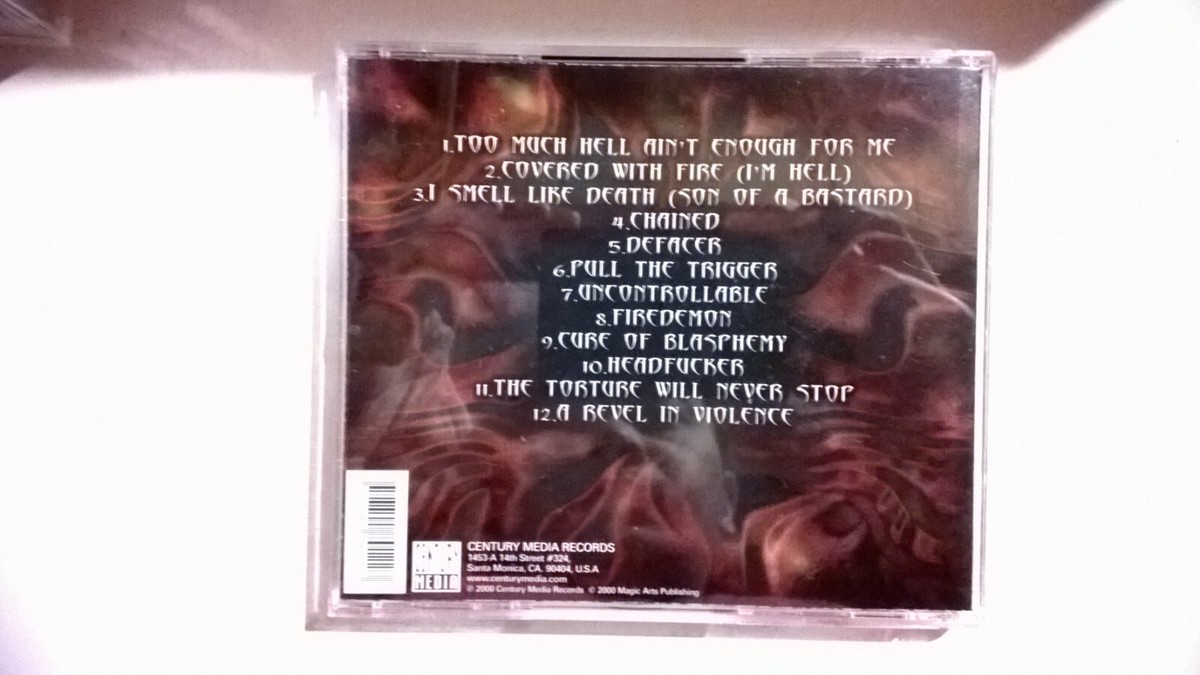 1.TOO MUCH HELL AIN'T ENOUGH FOR ME
2.COVERED WITH FIRE (I'M HELL)
3.I SMELL LIKE DEATH (SON OF A BASTARD)
4.CHAINED
5.DEFACER
6.PULL THE TRIGGER
7.UNCONTROLLABLE
8.FIREDEMON
9.CURE OF BLASPHEMY
10.HEADFUCKER
11.THE TORTURE WILL NEVER STOP
12.A REVEL IN VIOLENCE
MEDIA
CENTURY MEDIA RECORDS
1453-A 14th Street #324,
Santa Monica, CA. 90404, U.S.A
www.centurymedia.com
℗ 2000 Century Media Records © 2000 Magic Arts Publishing